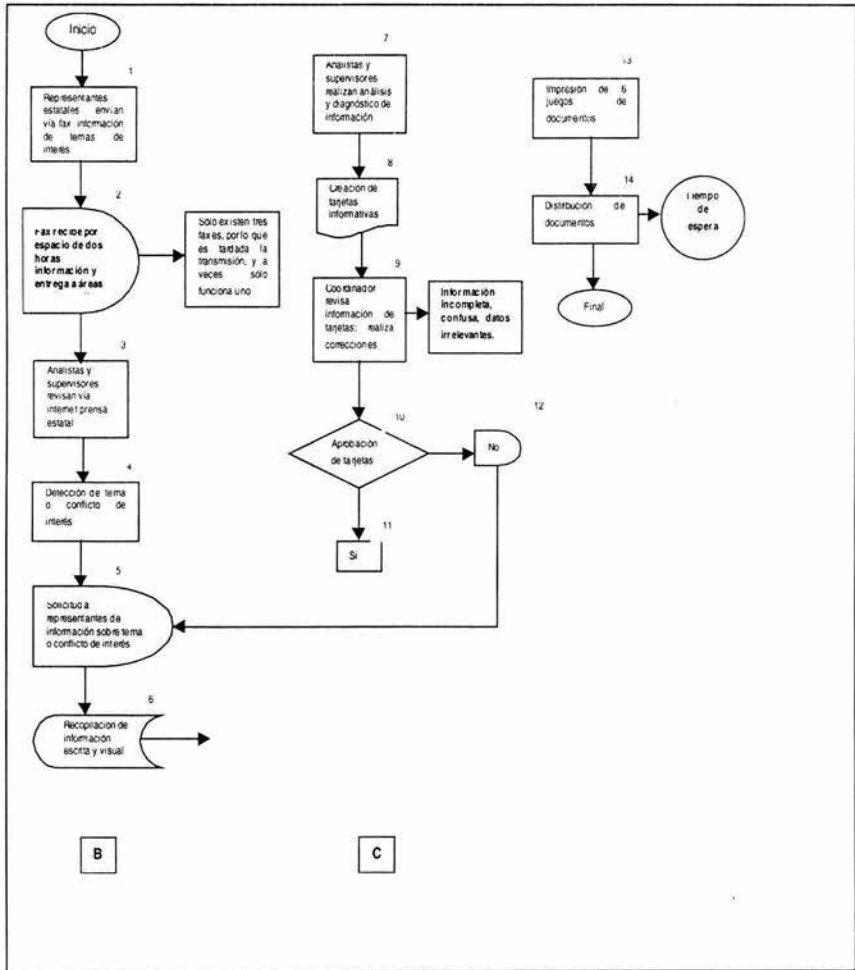 Inicio
1
Representantes
estatales envían
vía fax información
de temas de
interés
2
Fax recibe por
espacio de dos
horas
información y
entrega a áreas
Sólo existen tres
faxes, por lo que
es tardada la
transmisión, y a
veces sólo
funciona uno
3
Analistas y
supervisores
revisan vía
internet prensa
estatal
4
Detección de tema
o conflicto de
interés
5
Solicitud a
representantes de
información sobre tema
o conflicto de interés
6
Recopilación de
información
escrita y visual
B
7
Analistas y
supervisores
realizan análisis
y diagnóstico de
información
8
Creación de
tarjetas
informativas
9
Coordinador
revisa
información de
tarjetas; realiza
correcciones
Información
incompleta,
confusa, datos
irrelevantes.
10
Aprobación
de tarjetas
12
No
11
Si
C
13
Impresión de 6
juegos de
documentos
14
Distribución de
documentos
Tiempo
de
espera
Final